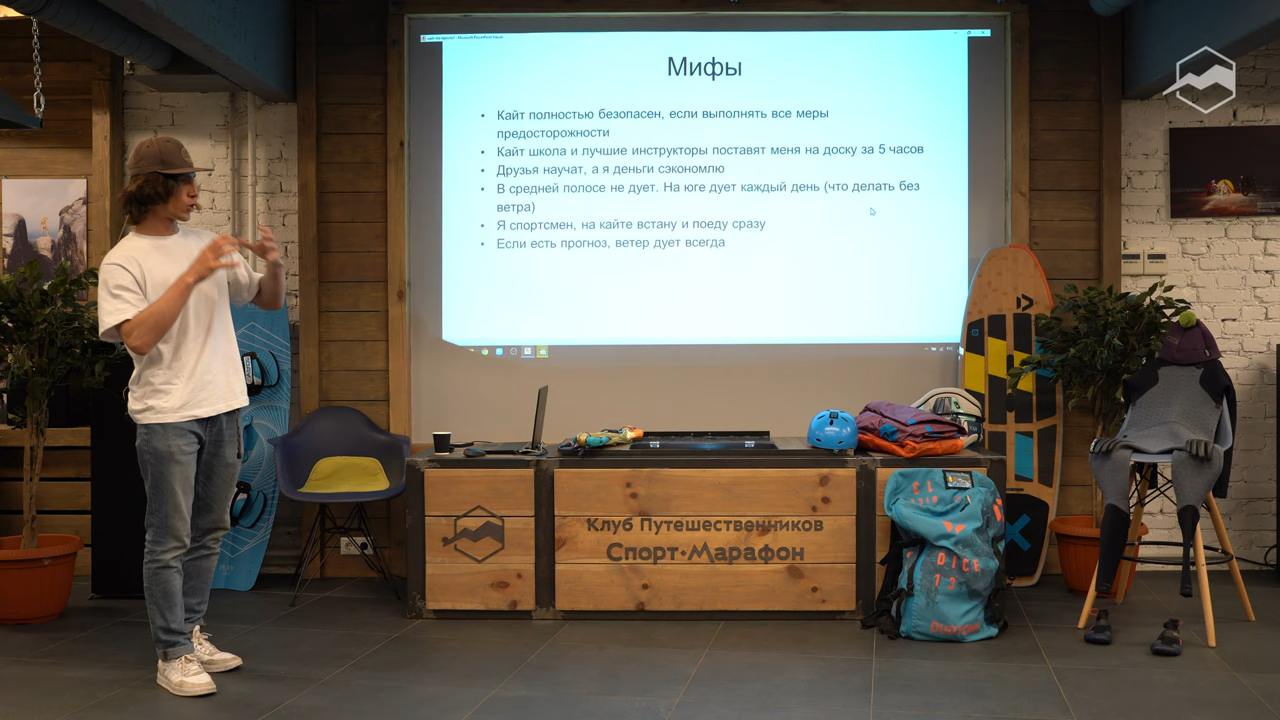 Мифы
• Кайт полностью безопасен, если выполнять все меры
предосторожности
• Кайт школа и лучшие инструкторы поставят меня на доску за 5 часов
• Друзья научат, а я деньги сэкономлю
• В средней полосе не дует. На юге дует каждый день (что делать без
ветра)
• Я спортсмен, на кайте встану и поеду сразу
• Если есть прогноз, ветер дует всегда
Клуб Путешественников
Спорт•Марафон
DICE
13